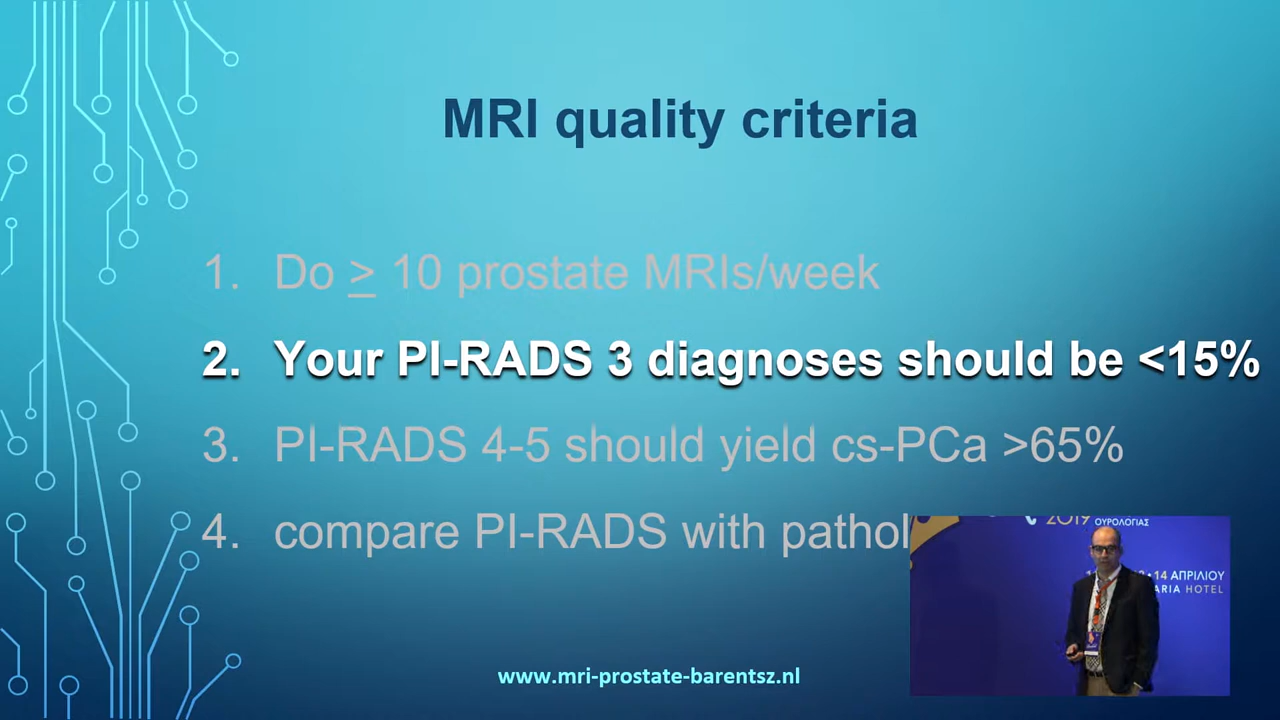 MRI quality criteria
1. Do ≥ 10 prostate MRIs/week
2. Your PI-RADS 3 diagnoses should be <15%
3. PI-RADS 4-5 should yield cs-PCa >65%
4. compare PI-RADS with pathol
2019 ΟΥΡΟΛΟΓΙΑΣ
14 ΑΠΡΙΛΙΟΥ
ARIA HOTEL
www.mri-prostate-barentsz.nl